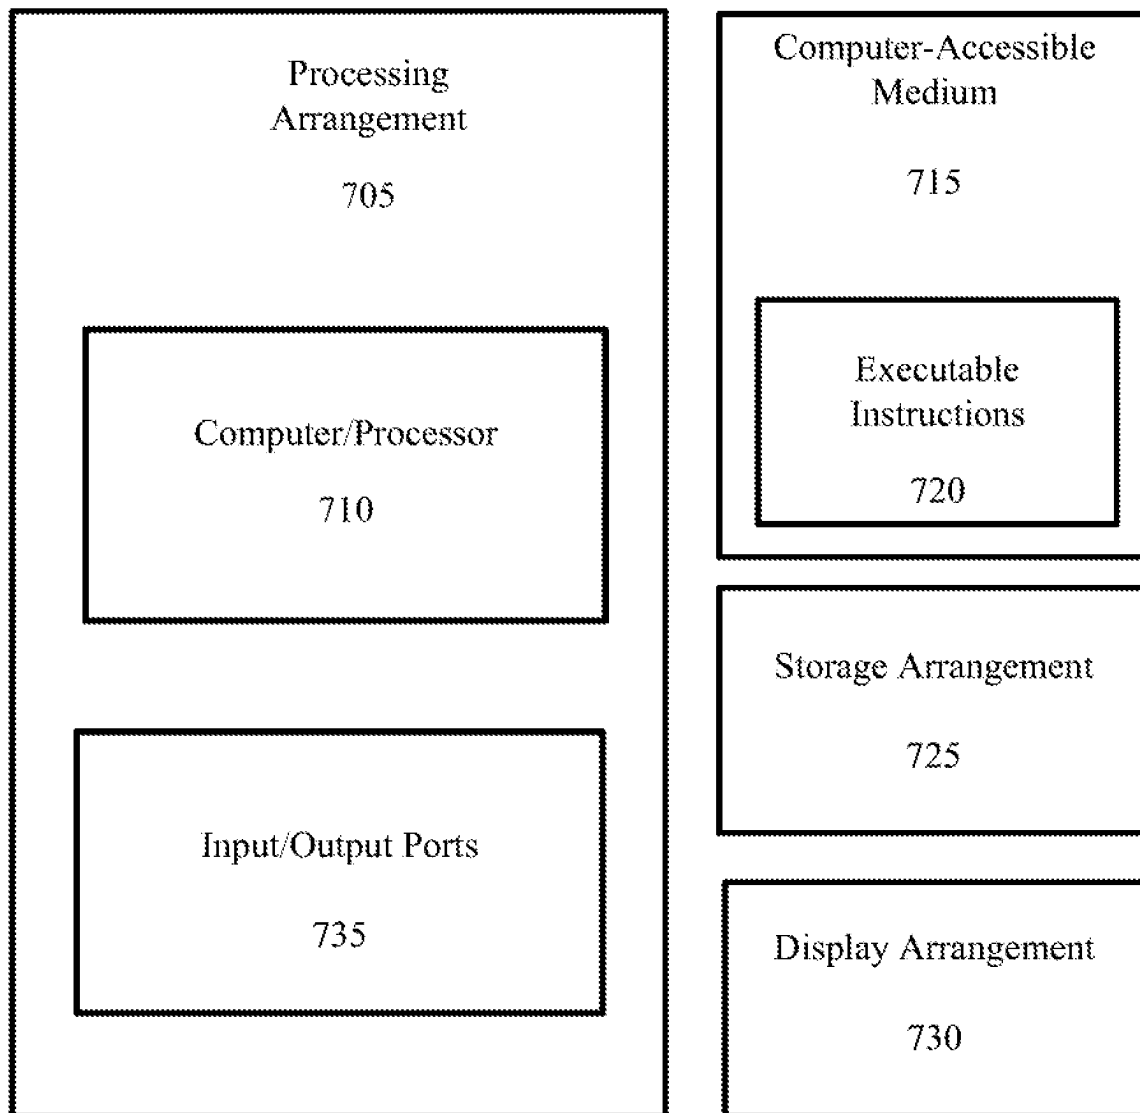 Processing
Arrangement
705
Computer/Processor
710
Input/Output Ports
735
Computer-Accessible
Medium
715
Executable
Instructions
720
Storage Arrangement
725
Display Arrangement
730